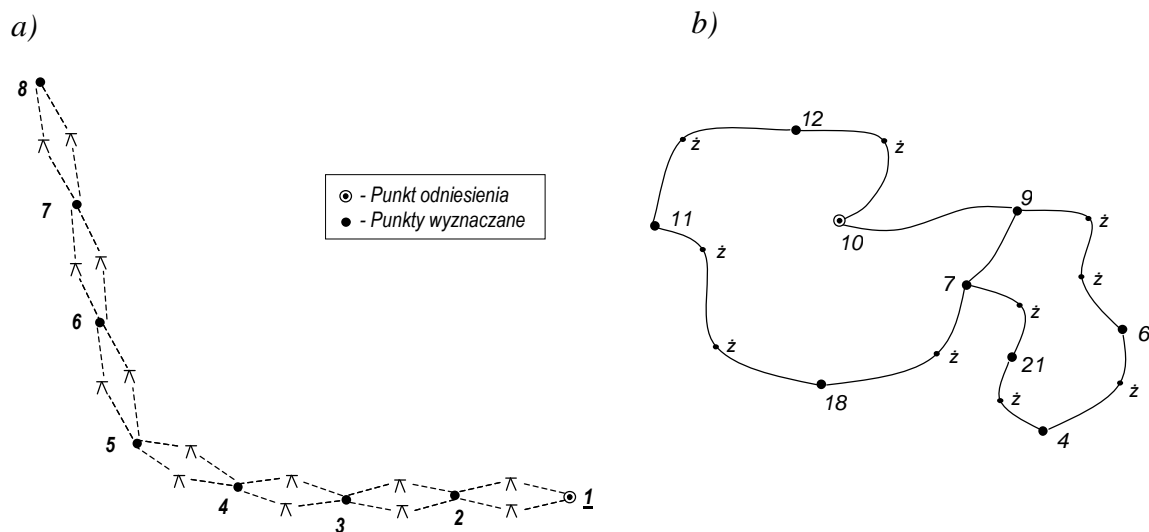 a)
8
7
6
5
4
3
2
1
- Punkt odniesienia
- Punkty wyznaczane
b)
12
ż
ż
11
ż
10
9
ż
ż
7
ż
6
21
ż
ż
18
ż
ż
4